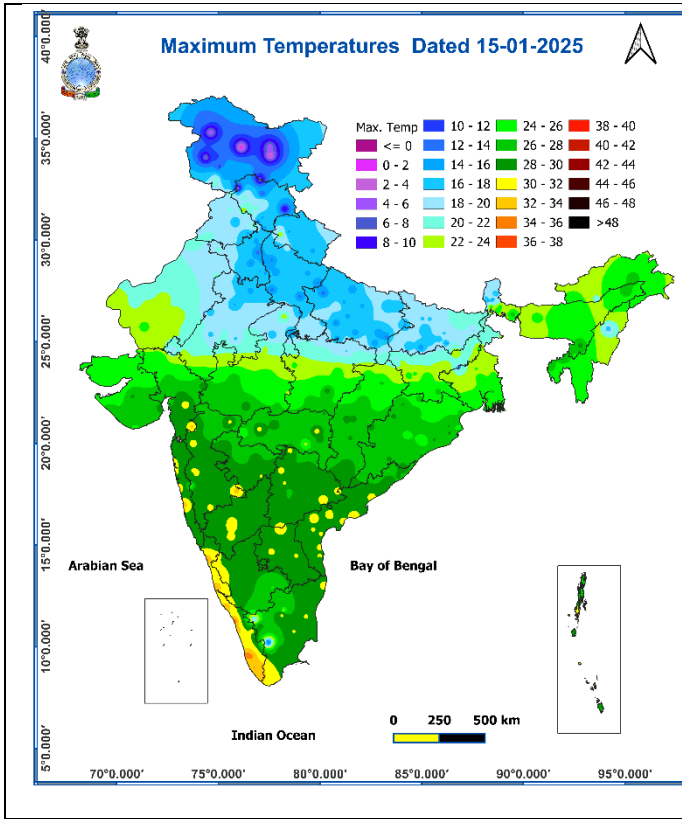 Maximum Temperatures Dated 15-01-2025
Max. Temp
<= 0
0 - 2
2 - 4
4 - 6
6 - 8
8 - 10
10 - 12
12 - 14
14 - 16
16 - 18
18 - 20
20 - 22
22 - 24
24 - 26
26 - 28
28 - 30
30 - 32
32 - 34
34 - 36
36 - 38
38 - 40
40 - 42
42 - 44
44 - 46
46 - 48
>48
40°0.000'
35°0.000'
30°0.000'
25°0.000'
20°0.000'
15°0.000'
10°0.000'
5°0.000'
Arabian Sea
Bay of Bengal
Indian Ocean
0 250 500 km
70°0.000' 75°0.000' 80°0.000' 85°0.000' 90°0.000' 95°0.000'